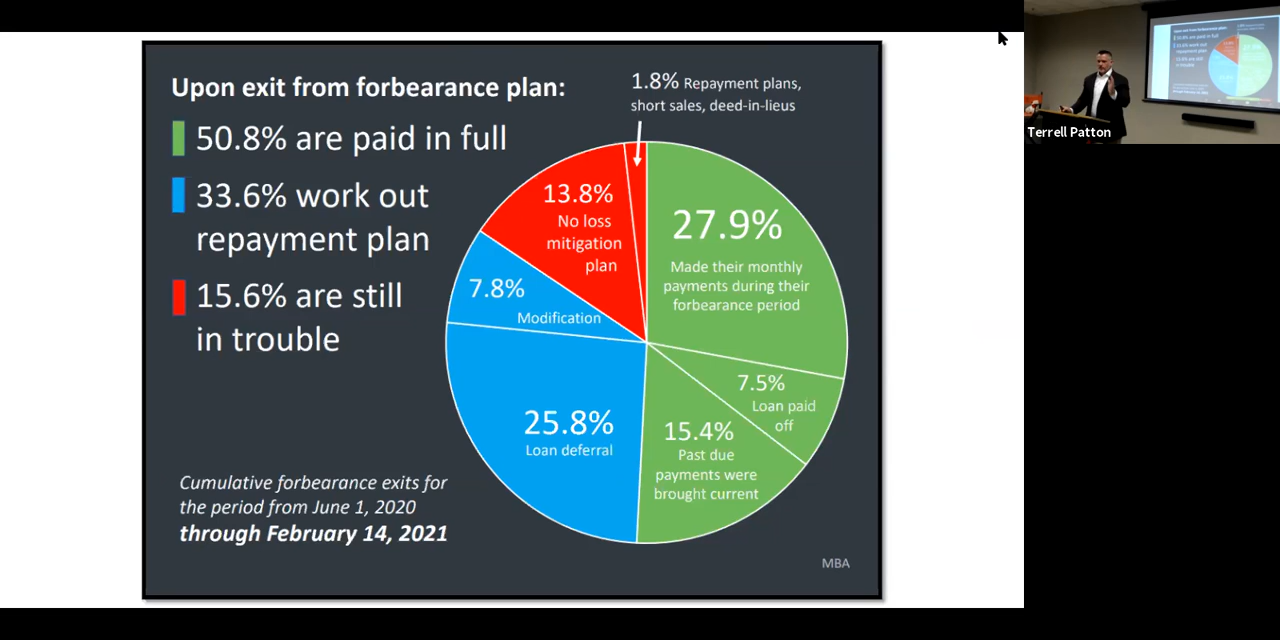 Upon exit from forbearance plan:
50.8% are paid in full
33.6% work out
repayment plan
15.6% are still
in trouble
Cumulative forbearance exits for
the period from June 1, 2020
through February 14, 2021
1.8% Repayment plans,
short sales, deed-in-lieus
13.8%
No loss
mitigation
plan
27.9%
Made their monthly
payments during their
forbearance period
7.8%
Modification
7.5%
Loan paid
off
25.8%
Loan deferral
15.4%
Past due
payments were
brought current
MBA
Terrell Patton